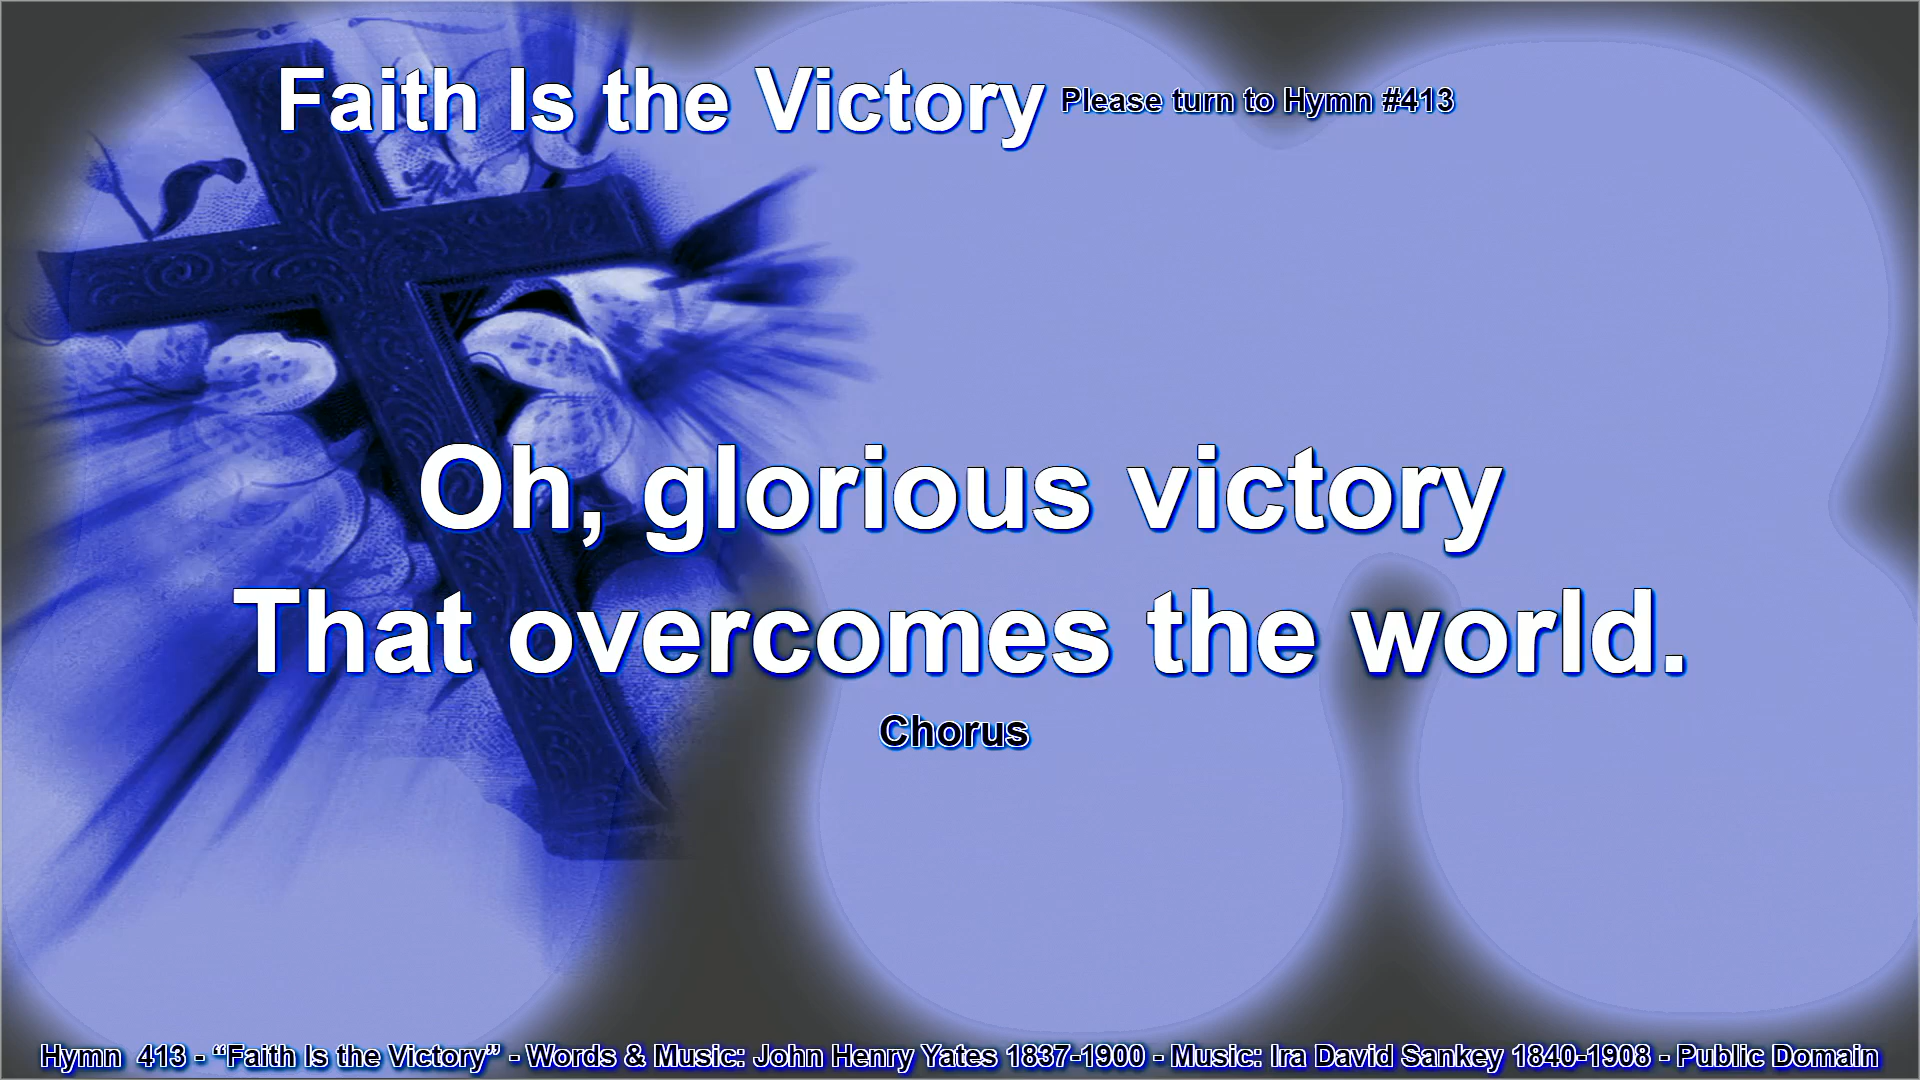 Faith Is the Victory Please turn to Hymn #413
Oh, glorious victory
That overcomes the world.
Chorus
Hymn  413 - “Faith Is the Victory” - Words & Music: John Henry Yates 1837-1900 - Music: Ira David Sankey 1840-1908 - Public Domain